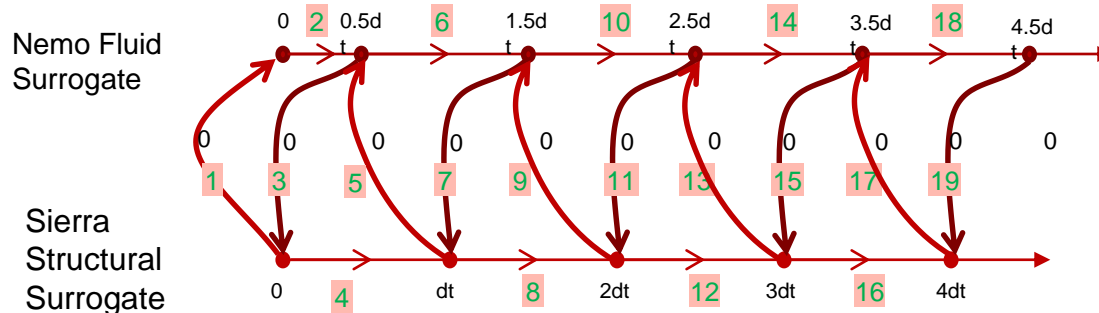 0 2 0.5d 6 1.5d 10 2.5d 14 3.5d 18 4.5d
t t t t t
Nemo Fluid
Surrogate
0 0 0 0 0 0 0 0 0 0 0
1 3 5 7 9 11 13 15 17 19
Sierra
Structural
Surrogate
0 4 dt 8 2dt 12 3dt 16 4dt